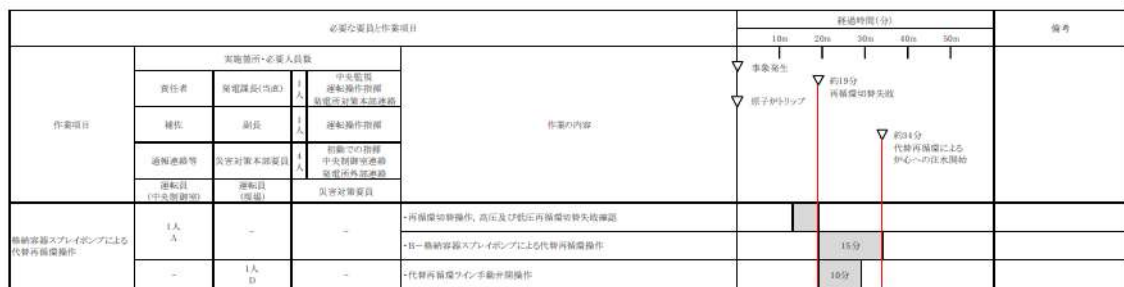 必要な要員と作業項目
経過時間(分)
備考
10m 20m 30m 40m 50m
実施箇所・必要人員数
事象発生
約19分
再循環切替失敗
原子炉トリップ
約34分
代替再循環による
炉心への注水開始
作業項目
責任者
発電課長(当直)
1人
中央監視
運転操作指揮
発電所対策本部連絡
補佐
副長
1人
運転操作指揮
通報連絡等
災害対策本部要員
4人
初動での指揮
中央制御室連絡
発電所外部連絡
運転員
(中央制御室)
運転員
(現場)
災害対策要員
作業の内容
格納容器スプレイポンプによる
代替再循環操作
1人
A
-
-
・再循環切替操作、高圧及び低圧再循環切替失敗確認
・B-格納容器スプレイポンプによる代替再循環操作
15分
-
1人
D
-
・代替再循環ライン手動弁開操作
10分